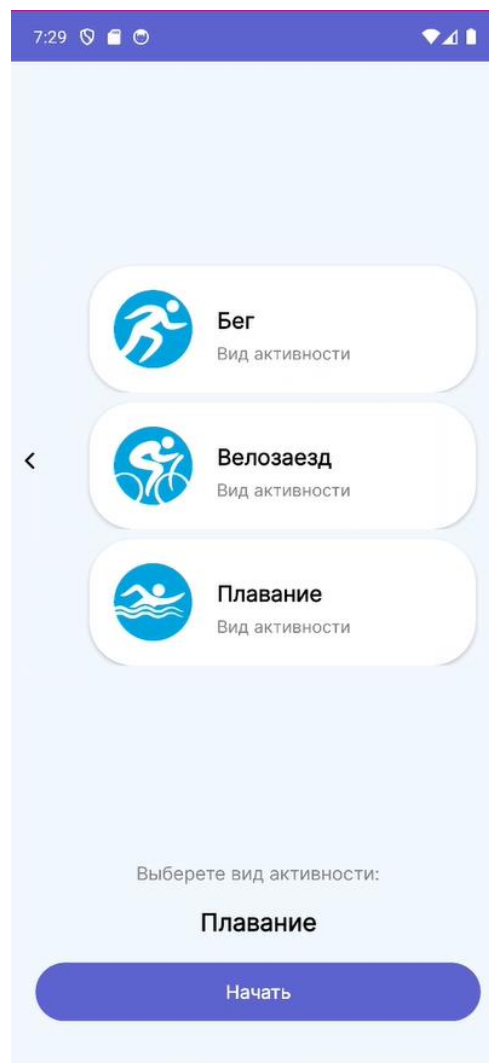 7:29
Бег
Вид активности
Велозаезд
Вид активности
Плавание
Вид активности
Выберете вид активности:
Плавание
Начать